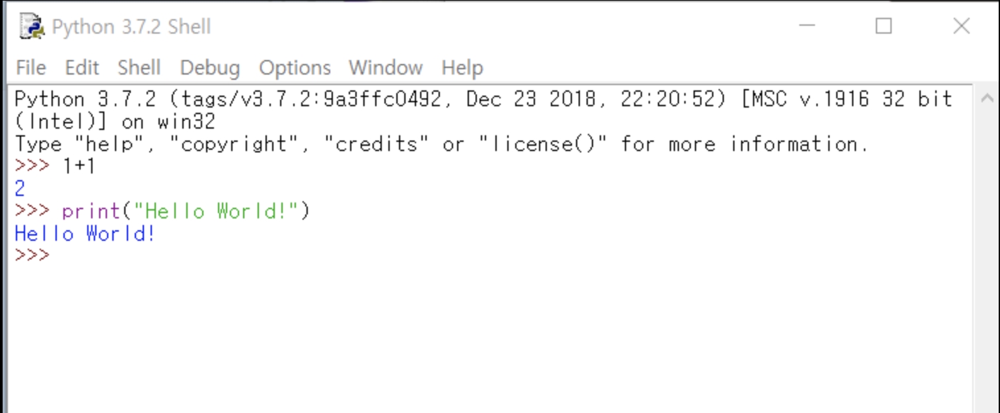 Python 3.7.2 Shell
File Edit Shell Debug Options Window Help
Python 3.7.2 (tags/v3.7.2:9a3ffc0492, Dec 23 2018, 22:20:52) [MSC v.1916 32 bit
(Intel)] on win32
Type "help", "copyright", "credits" or "license()" for more information.
>>> 1+1
2
>>> print("Hello World!")
Hello World!
>>>